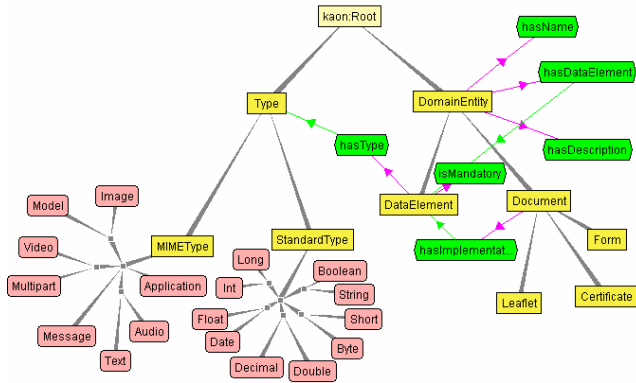 kaon:Root
hasName
hasDataElement
Type
DomainEntity
hasType
hasDescription
isMandatory
Image
Model
DataElement
Document
Video
MIMEType
StandardType
hasImplementat...
Form
Long
Boolean
Multipart
Application
Int
String
Leaflet
Certificate
Float
Short
Message
Audio
Date
Byte
Text
Decimal
Double